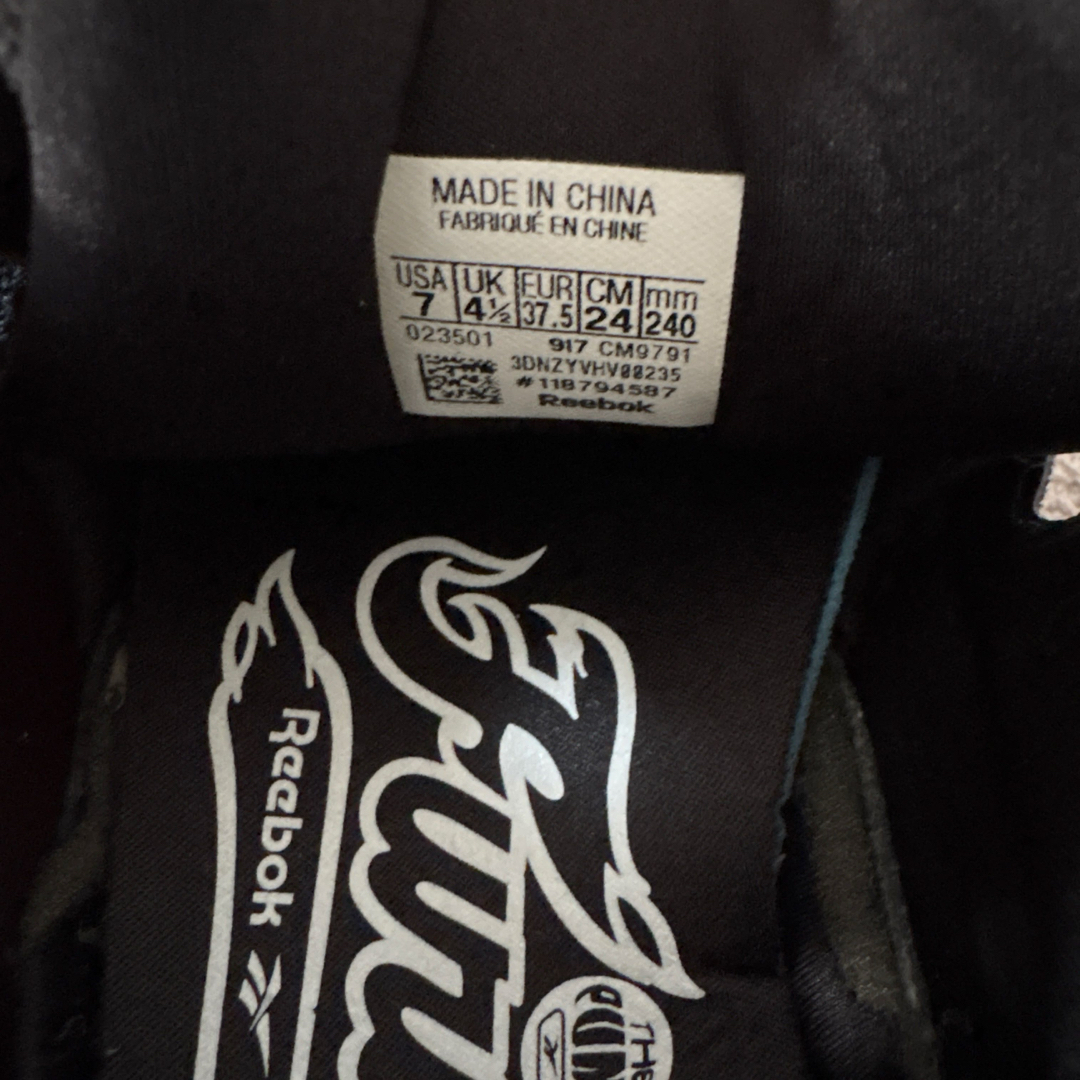 MADE IN CHINA
FABRIQUÉ EN CHINE
USA UK EUR CM mm
7 4½ 37.5 24 240
023501 917 CM9791
3DNZYVHV00235
#118794587
Reebok
Reebok
THE